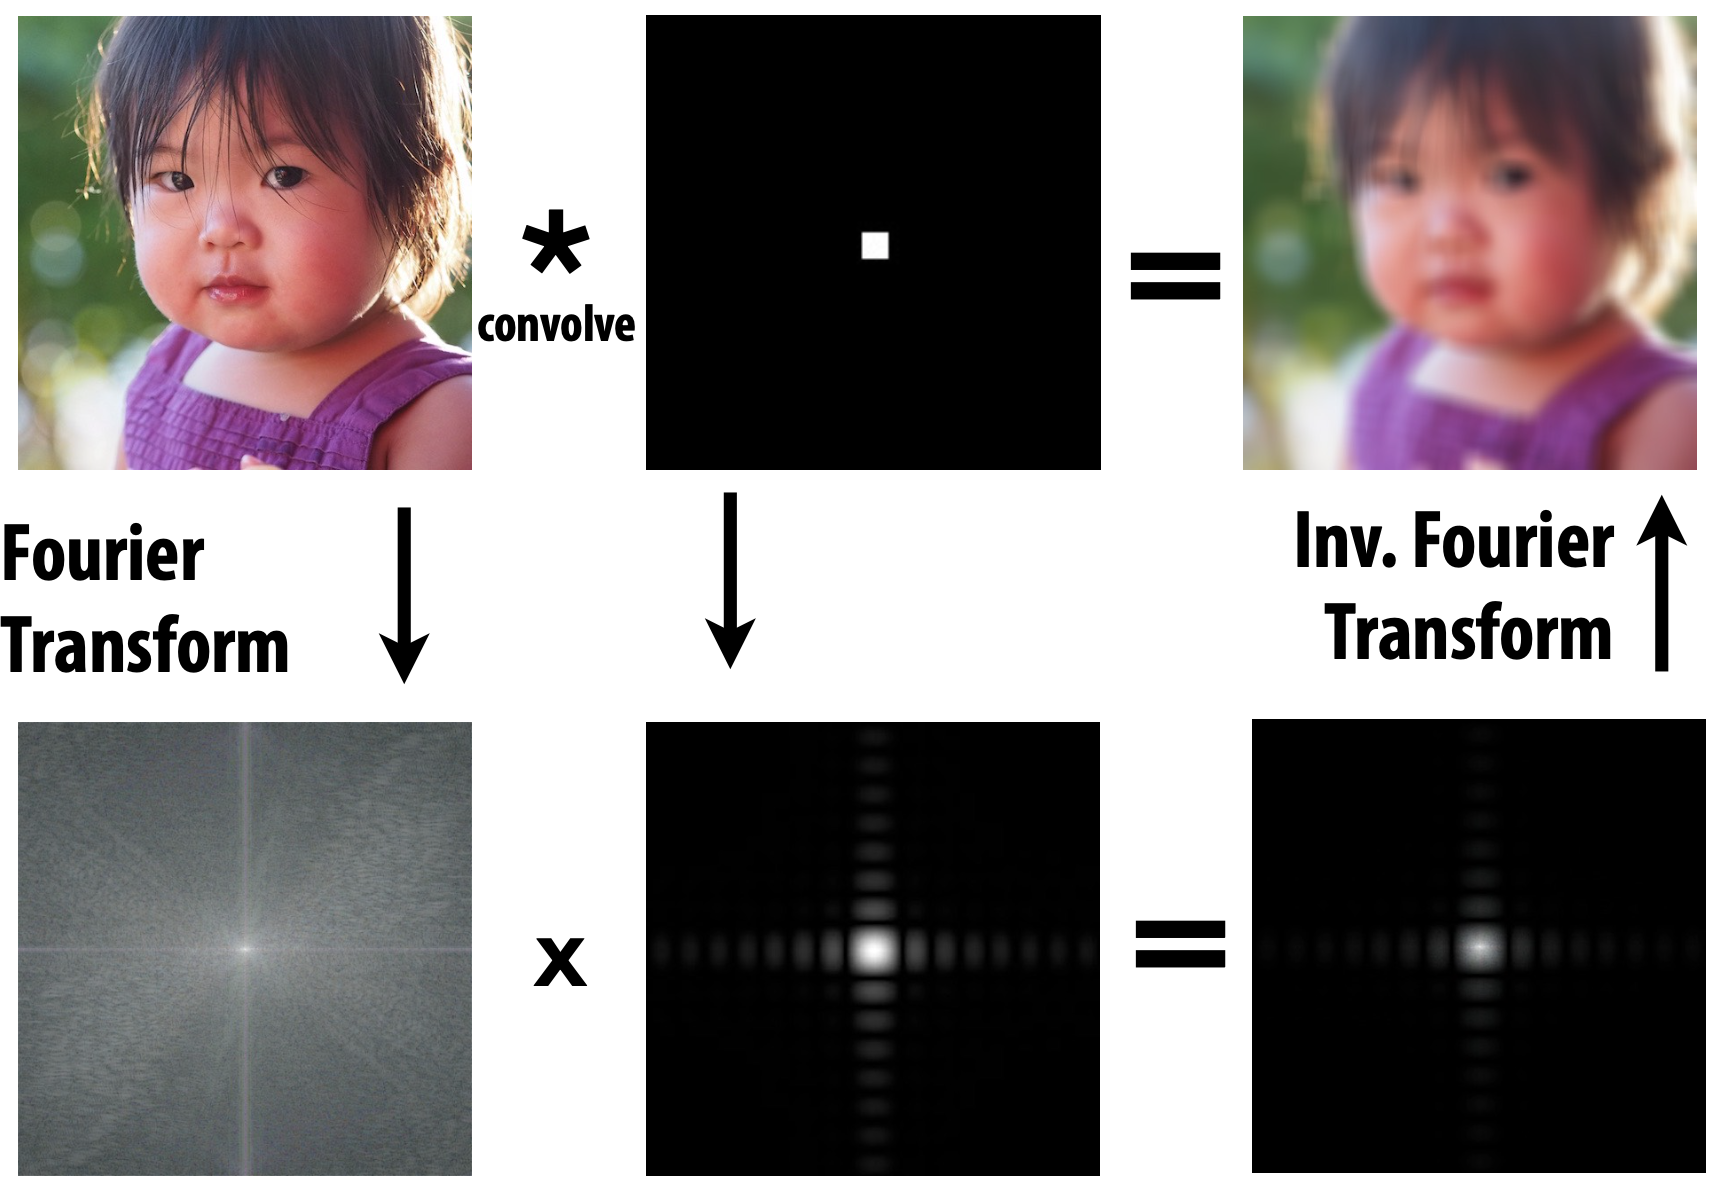 *
convolve
=
Fourier
Transform
Inv. Fourier
Transform
x
=